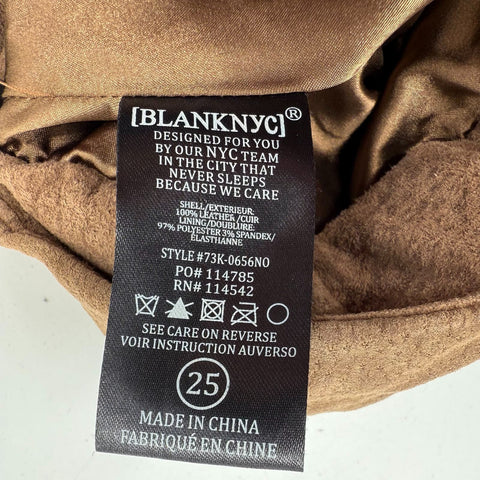 [BLANKNYC]®
DESIGNED FOR YOU
BY OUR NYC TEAM
IN THE CITY THAT
NEVER SLEEPS
BECAUSE WE CARE
SHELL/EXTERIEUR:
100% LEATHER /CUIR
LINING/DOUBLURE:
97% POLYESTER 3% SPANDEX/
ELASTHANNE
STYLE #73K-0656NO
PO# 114785
RN# 114542
SEE CARE ON REVERSE
VOIR INSTRUCTION AUVERSO
25
MADE IN CHINA
FABRIQUÉ EN CHINE